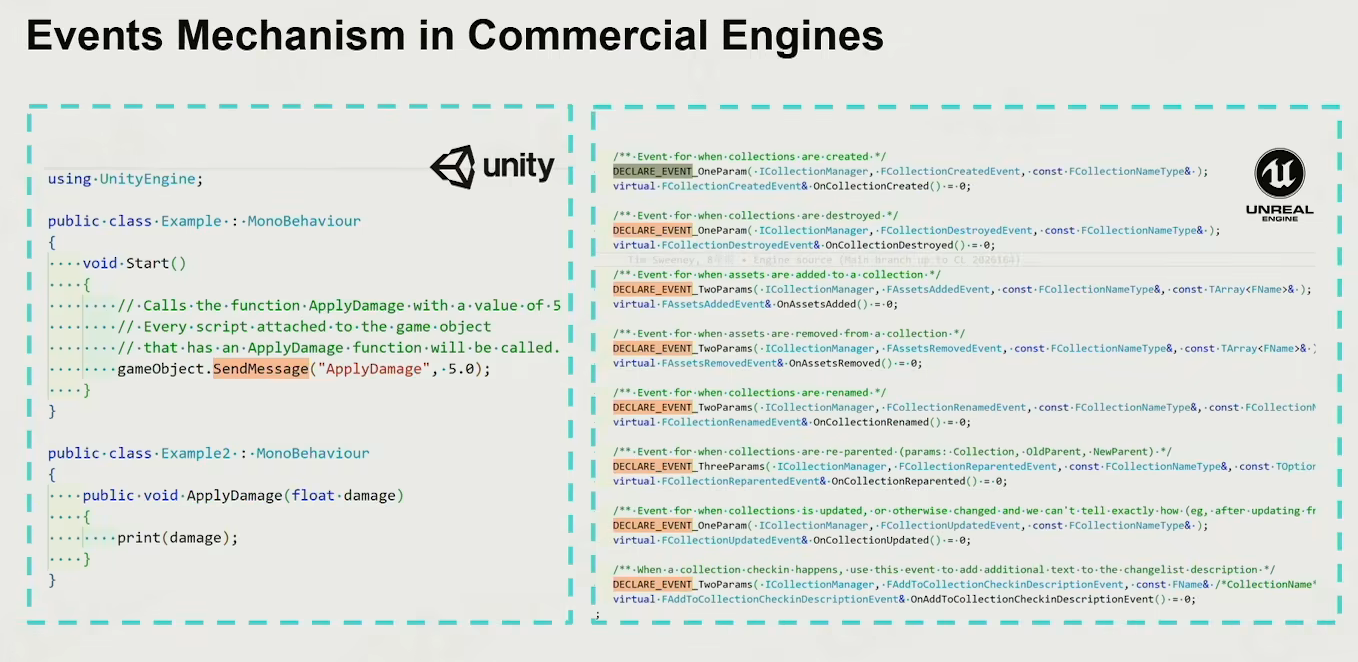 Events Mechanism in Commercial Engines
unity
using UnityEngine;
public class Example : MonoBehaviour
{
void Start()
{
// Calls the function ApplyDamage with a value of 5
// Every script attached to the game object
// that has an ApplyDamage function will be called.
gameObject.SendMessage("ApplyDamage", 5.0);
}
}
public class Example2 : MonoBehaviour
{
public void ApplyDamage(float damage)
{
print(damage);
}
}
UNREAL
ENGINE
/** Event for when collections are created */
DECLARE_EVENT_OneParam( ICollectionManager, FCollectionCreatedEvent, const FCollectionNameType& );
virtual FCollectionCreatedEvent& OnCollectionCreated() = 0;
/** Event for when collections are destroyed */
DECLARE_EVENT_OneParam( ICollectionManager, FCollectionDestroyedEvent, const FCollectionNameType& );
virtual FCollectionDestroyedEvent& OnCollectionDestroyed() = 0;
Tim Sweeney, • Engine source (Main branch up to CL 2026164)
/** Event for when assets are added to a collection */
DECLARE_EVENT_TwoParams( ICollectionManager, FAssetsAddedEvent, const FCollectionNameType&, const TArray<FName>& );
virtual FAssetsAddedEvent& OnAssetsAdded() = 0;
/** Event for when assets are removed from a collection */
DECLARE_EVENT_TwoParams( ICollectionManager, FAssetsRemovedEvent, const FCollectionNameType&, const TArray<FName>& )
virtual FAssetsRemovedEvent& OnAssetsRemoved() = 0;
/** Event for when collections are renamed */
DECLARE_EVENT_TwoParams( ICollectionManager, FCollectionRenamedEvent, const FCollectionNameType&, const FCollectionN
virtual FCollectionRenamedEvent& OnCollectionRenamed() = 0;
/** Event for when collections are re-parented (params: Collection, OldParent, NewParent) */
DECLARE_EVENT_ThreeParams( ICollectionManager, FCollectionReparentedEvent, const FCollectionNameType&, const TOption
virtual FCollectionReparentedEvent& OnCollectionReparented() = 0;
/** Event for when collections is updated, or otherwise changed and we can't tell exactly how (eg, after updating fr
DECLARE_EVENT_OneParam( ICollectionManager, FCollectionUpdatedEvent, const FCollectionNameType& );
virtual FCollectionUpdatedEvent& OnCollectionUpdated() = 0;
/** When a collection checkin happens, use this event to add additional text to the changelist description */
DECLARE_EVENT_TwoParams( ICollectionManager, FAddToCollectionCheckinDescriptionEvent, const FName& /*CollectionName*
virtual FAddToCollectionCheckinDescriptionEvent& OnAddToCollectionCheckinDescriptionEvent() = 0;
;